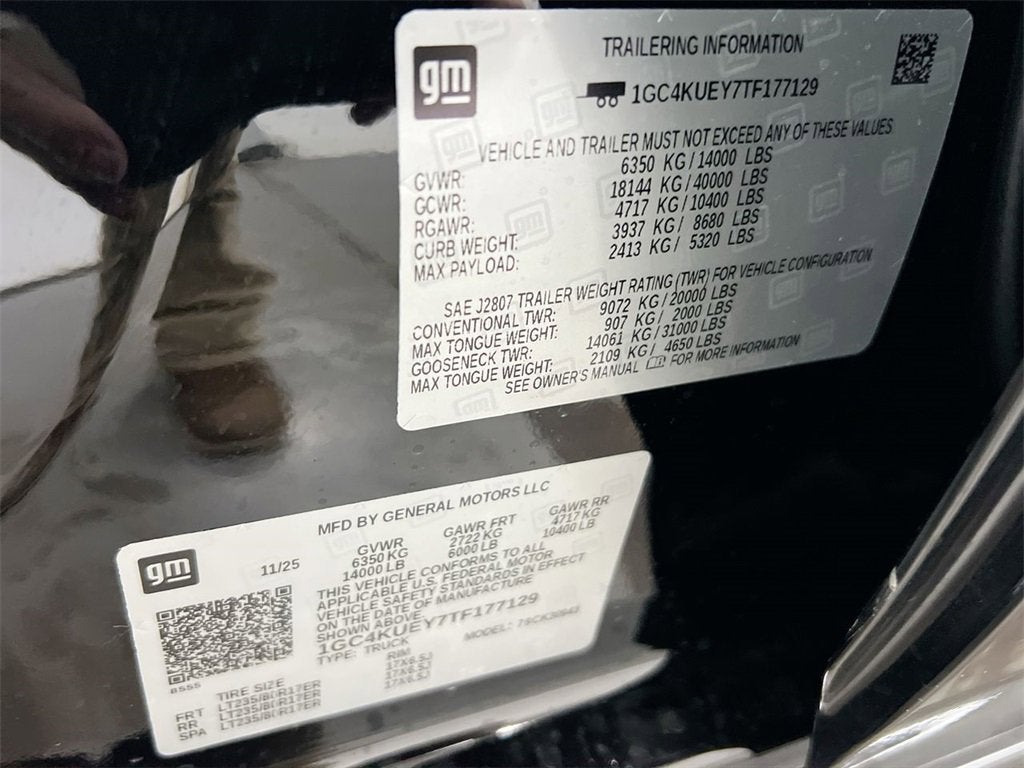 gm
TRAILERING INFORMATION
1GC4KUEY7TF177129
VEHICLE AND TRAILER MUST NOT EXCEED ANY OF THESE VALUES
GVWR: 6350 KG/14000 LBS
GCWR: 18144 KG/40000 LBS
RGAWR: 4717 KG/10400 LBS
CURB WEIGHT: 3937 KG/ 8680 LBS
MAX PAYLOAD: 2413 KG/ 5320 LBS
SAE J2807 TRAILER WEIGHT RATING (TWR) FOR VEHICLE CONFIGURATION
CONVENTIONAL TWR: 9072 KG/20000 LBS
MAX TONGUE WEIGHT: 907 KG/ 2000 LBS
GOOSENECK TWR: 14061 KG/31000 LBS
MAX TONGUE WEIGHT: 2109 KG/ 4650 LBS
SEE OWNER'S MANUAL FOR MORE INFORMATION
gm
MFD BY GENERAL MOTORS LLC
11/25
GVWR GAWR FRT GAWR RR
6350 KG 2722 KG 4717 KG
14000 LB 6000 LB 10400 LB
THIS VEHICLE CONFORMS TO ALL
APPLICABLE U.S. FEDERAL MOTOR
VEHICLE SAFETY STANDARDS IN EFFECT
ON THE DATE OF MANUFACTURE
SHOWN ABOVE
1GC4KUEY7TF177129
TYPE: TRUCK MODEL:
8555
TIRE SIZE RIM
FRT LT235/80R17ER 17X6.5J
RR LT235/80R17ER 17X6.5J
SPA LT235/80R17ER 17X6.5J